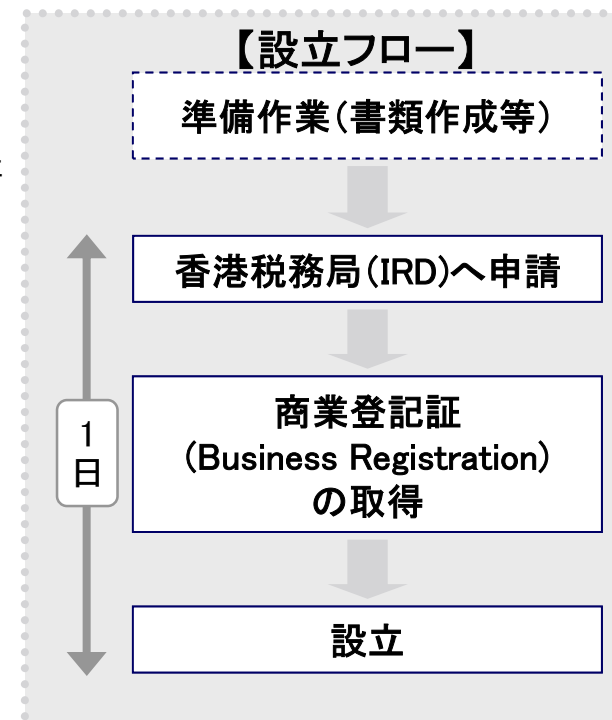 【設立フロー】
準備作業(書類作成等)
香港税務局(IRD)へ申請
商業登記証
(Business Registration)
の取得
1
日
設立